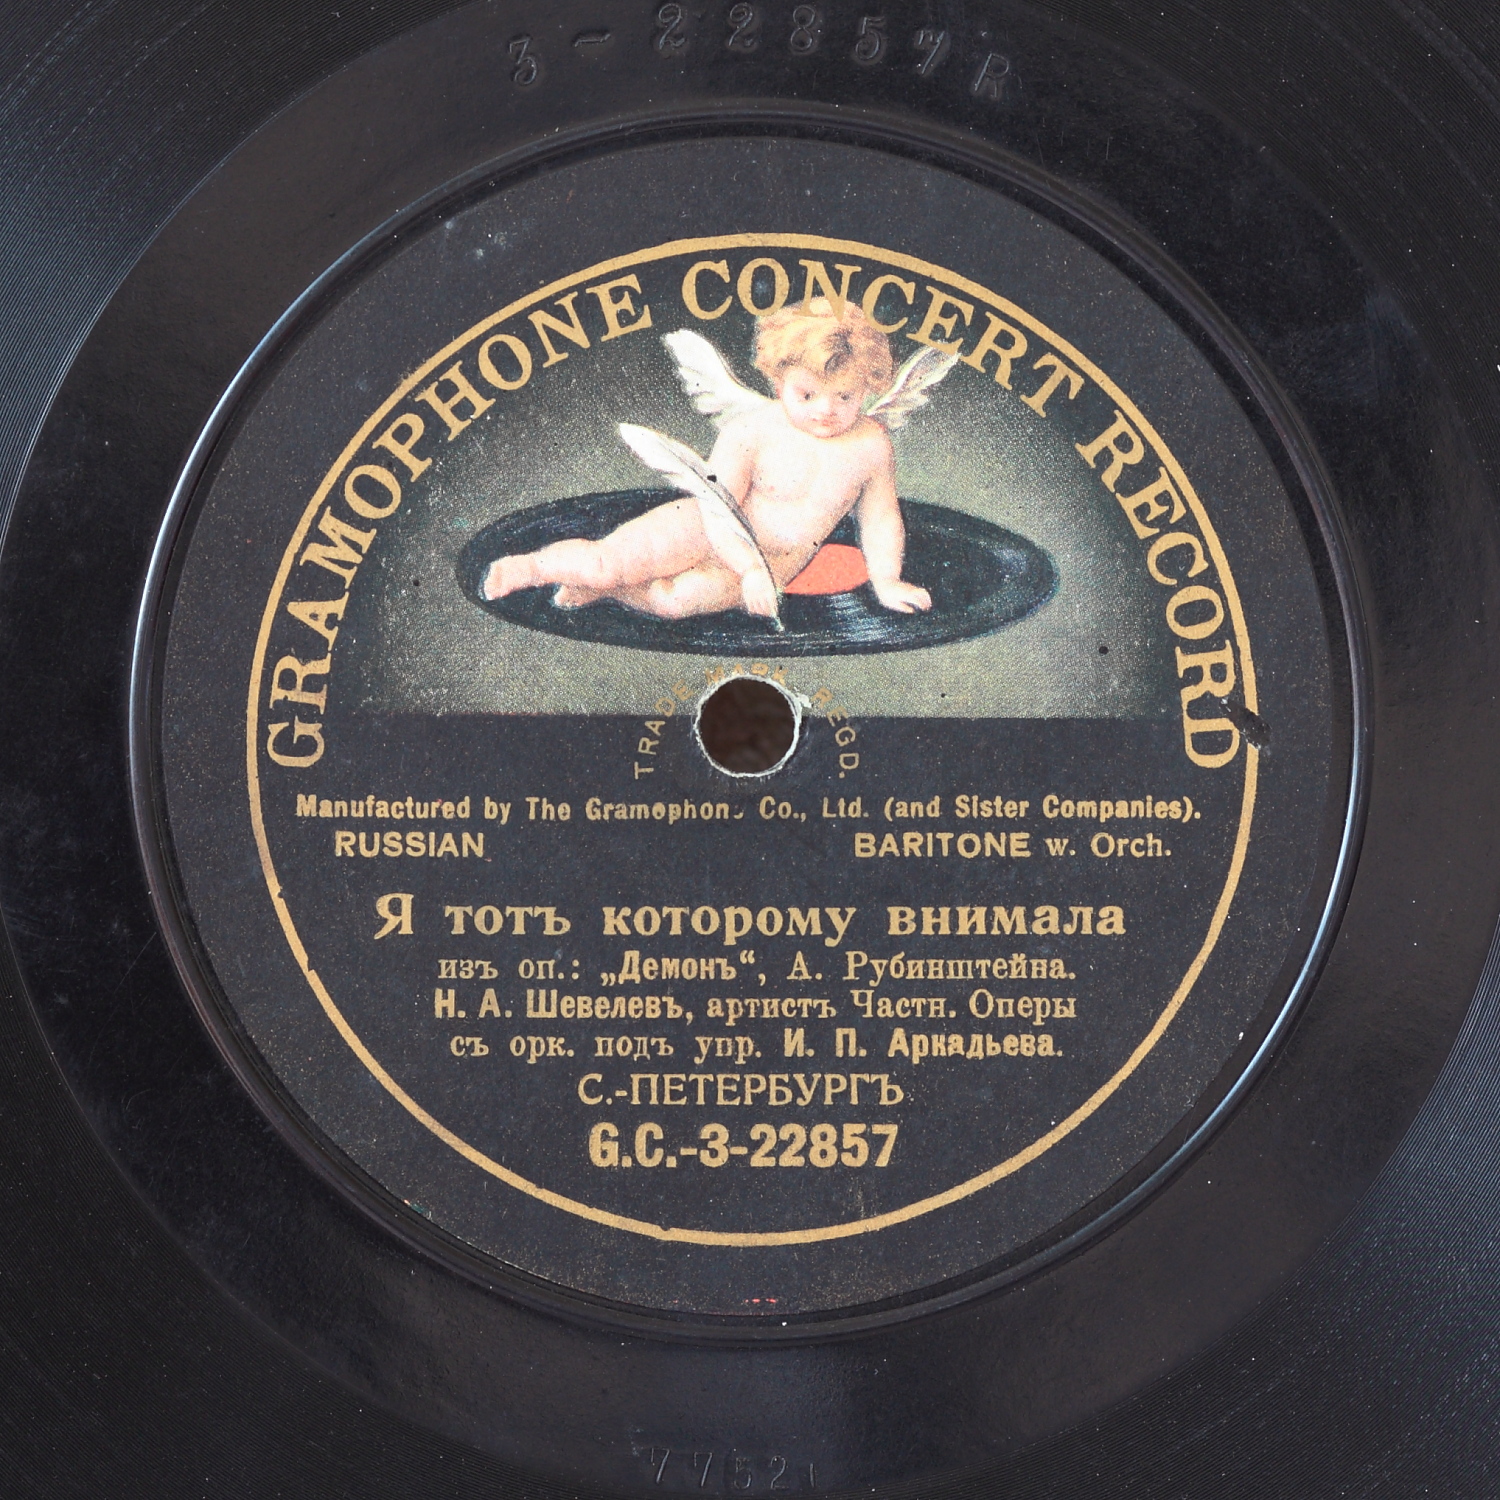 3-22857R
GRAMOPHONE CONCERT RECORD
TRADE MARK REGD.
Manufactured by The Gramophone Co., Ltd. (and Sister Companies).
RUSSIAN BARITONE w. Orch.
Я тотъ которому внимала
изъ оп.: „Демонъ“, А. Рубинштейна.
Н. А. Шевелевъ, артистъ Частн. Оперы
съ орк. подъ упр. И. П. Аркадьева.
С.-ПЕТЕРБУРГЪ
G.C.-3-22857
7752l